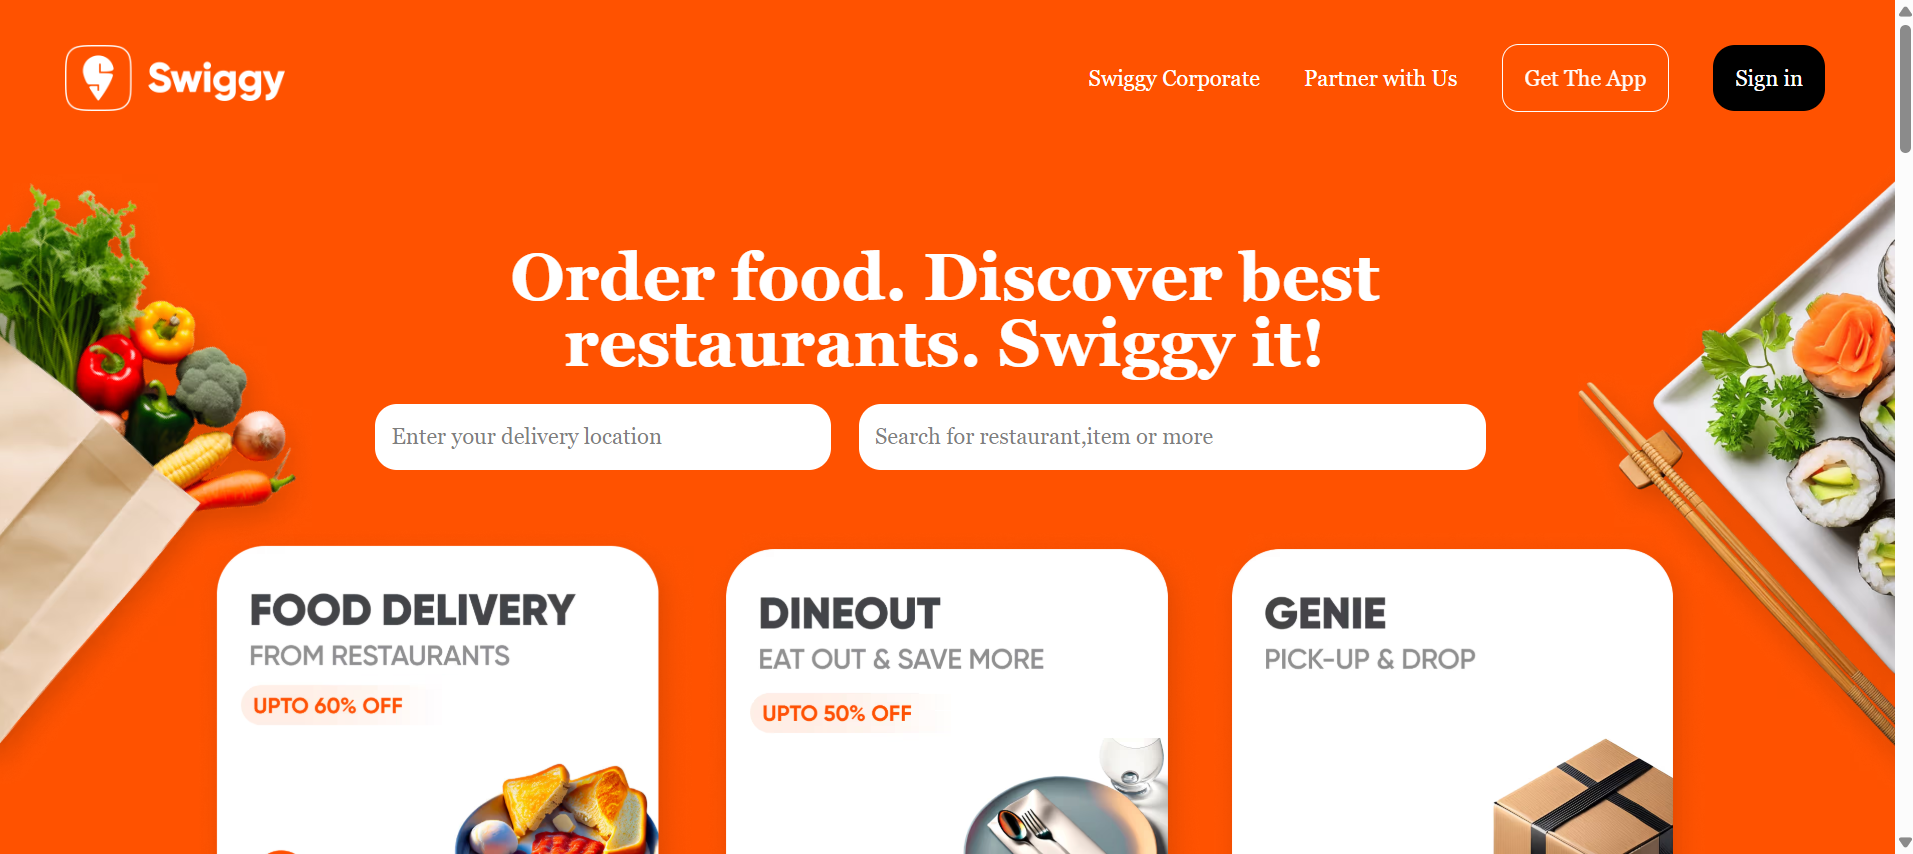 Swiggy
Swiggy Corporate
Partner with Us
Get The App
Sign in
Order food. Discover best
restaurants. Swiggy it!
Enter your delivery location
Search for restaurant,item or more
FOOD DELIVERY
FROM RESTAURANTS
UPTO 60% OFF
DINEOUT
EAT OUT & SAVE MORE
UPTO 50% OFF
GENIE
PICK-UP & DROP